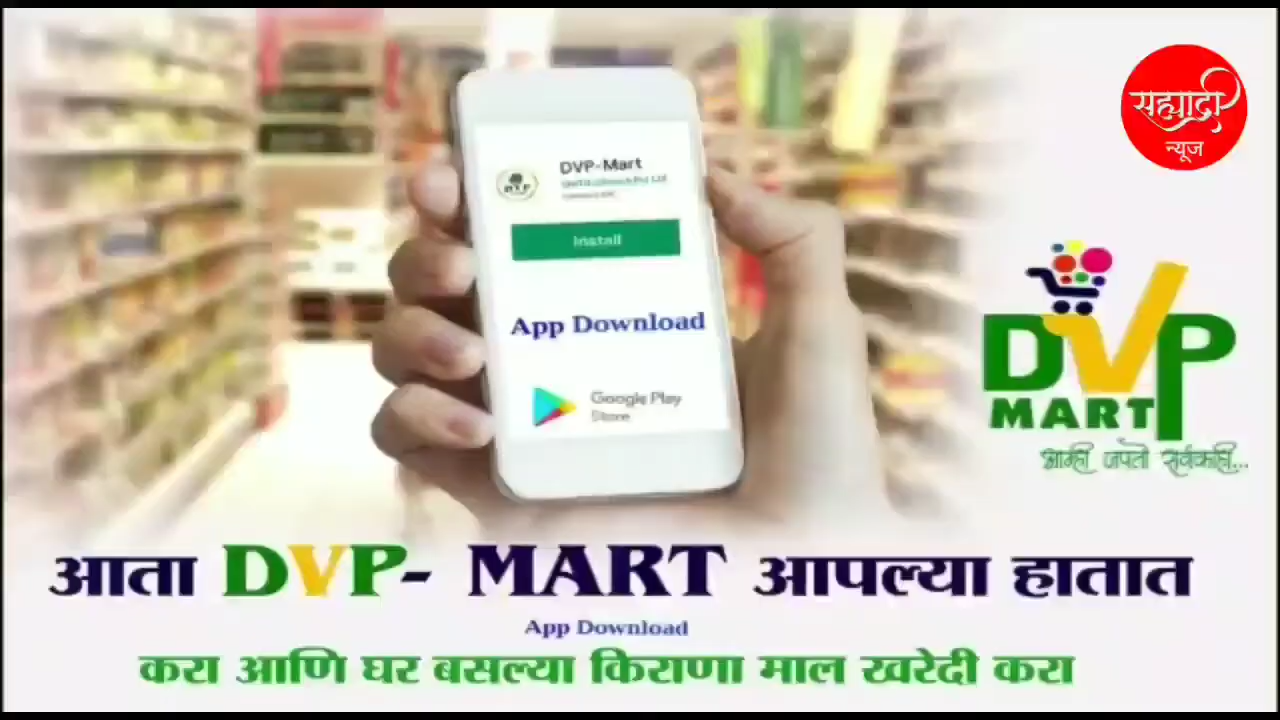 सह्याद्री
न्यूज
DVP-Mart
Install
App Download
Google Play
Store
DVP
MART
आम्ही जपतो सर्वकाही...
आता DVP- MART आपल्या हातात
App Download
करा आणि घर बसल्या किराणा माल खरेदी करा